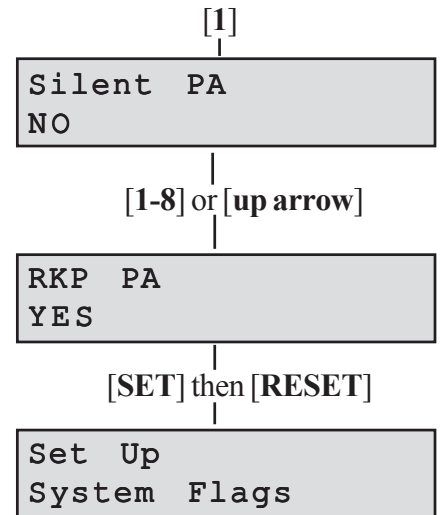 [1]
Silent PA
NO
[1-8] or [up arrow]
RKP PA
YES
[SET] then [RESET]
Set Up
System Flags